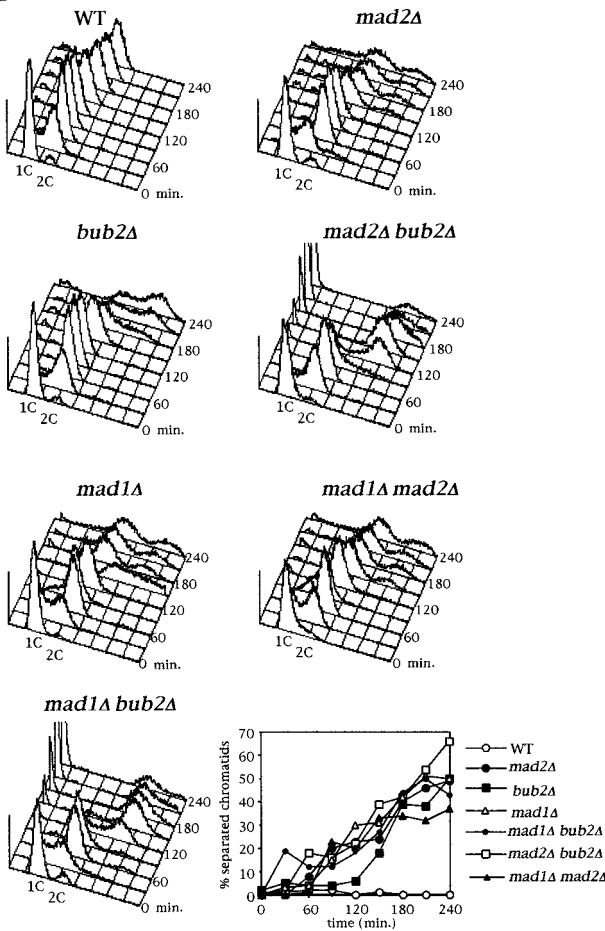 WT
mad2Δ
240
180
120
60
0 min.
1C
2C
240
180
120
60
0 min.
1C
2C
bub2Δ
mad2Δ bub2Δ
240
180
120
60
0 min.
1C
2C
240
180
120
60
0 min.
1C
2C
mad1Δ
mad1Δ mad2Δ
240
180
120
60
0 min.
1C
2C
240
180
120
60
0 min.
1C
2C
mad1Δ bub2Δ
240
180
120
60
0 min.
1C
2C
% separated chromatids
70
60
50
40
30
20
10
0
0 60 120 180 240
time (min.)
WT
mad2Δ
bub2Δ
mad1Δ
mad1Δ bub2Δ
mad2Δ bub2Δ
mad1Δ mad2Δ